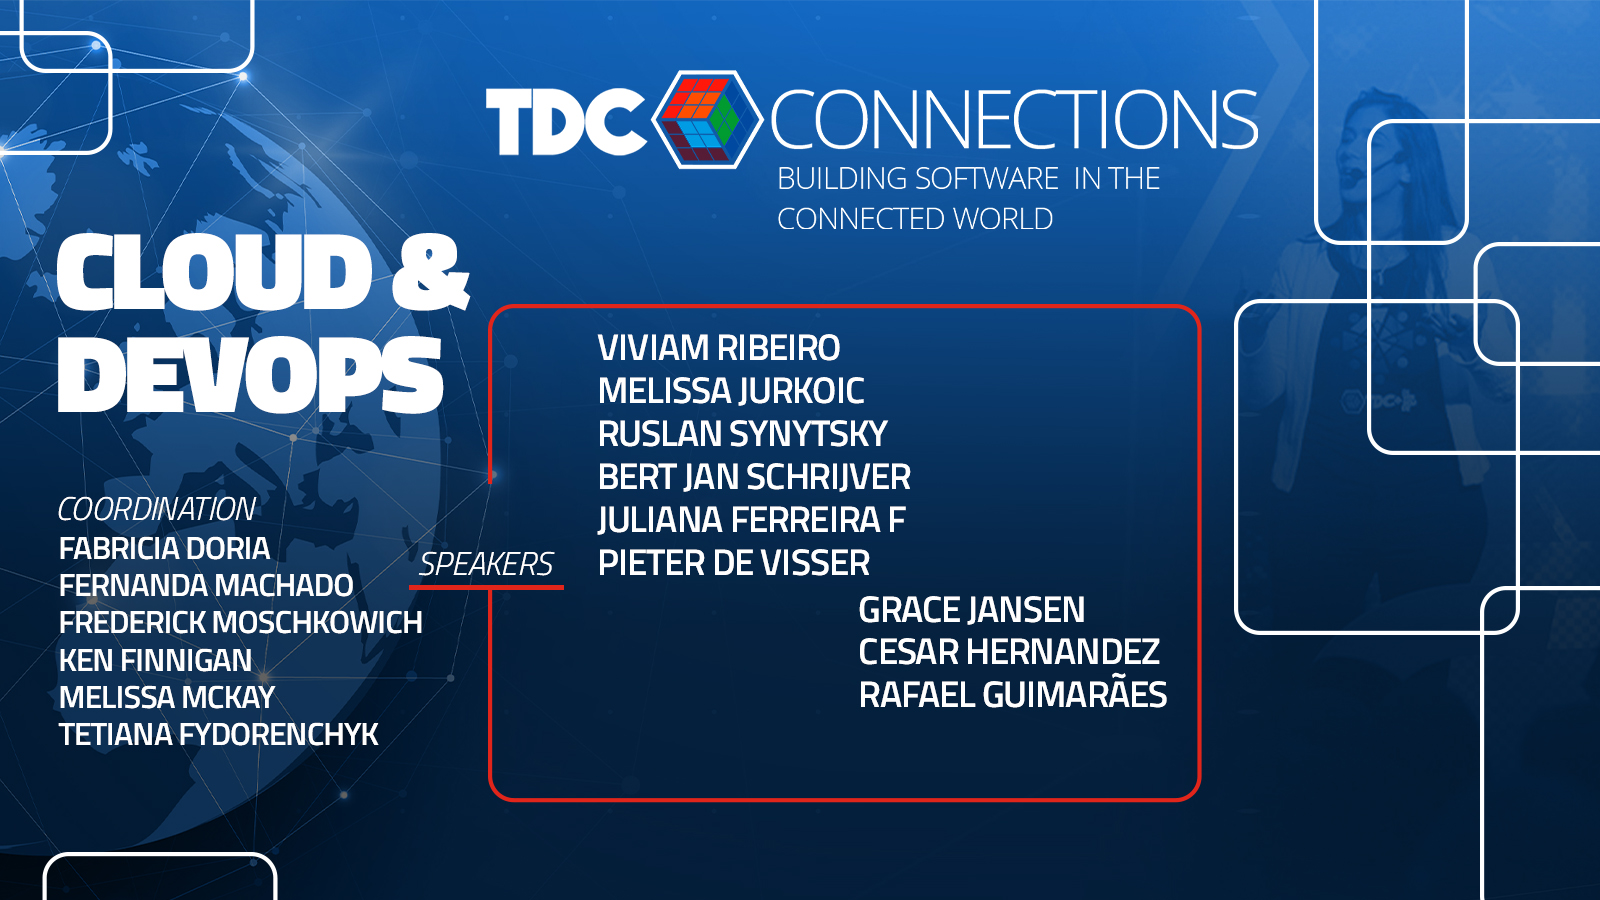 TDC CONNECTIONS
BUILDING SOFTWARE IN THE
CONNECTED WORLD
CLOUD &
DEVOPS
COORDINATION
FABRICIA DORIA
FERNANDA MACHADO
FREDERICK MOSCHKOWICH
KEN FINNIGAN
MELISSA MCKAY
TETIANA FYDORENCHYK
SPEAKERS
VIVIAM RIBEIRO
MELISSA JURKOIC
RUSLAN SYNYTSKY
BERT JAN SCHRIJVER
JULIANA FERREIRA F
PIETER DE VISSER
GRACE JANSEN
CESAR HERNANDEZ
RAFAEL GUIMARÃES
TDC